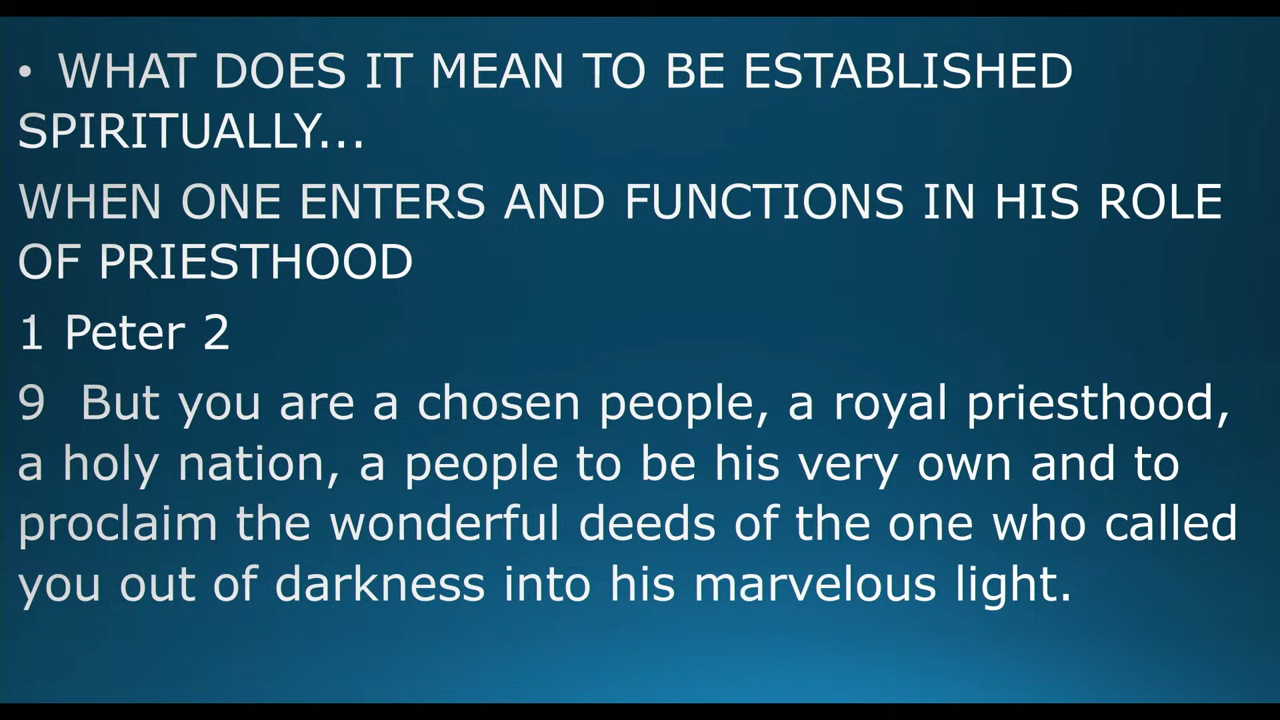 • WHAT DOES IT MEAN TO BE ESTABLISHED
SPIRITUALLY...
WHEN ONE ENTERS AND FUNCTIONS IN HIS ROLE
OF PRIESTHOOD
1 Peter 2
9 But you are a chosen people, a royal priesthood,
a holy nation, a people to be his very own and to
proclaim the wonderful deeds of the one who called
you out of darkness into his marvelous light.